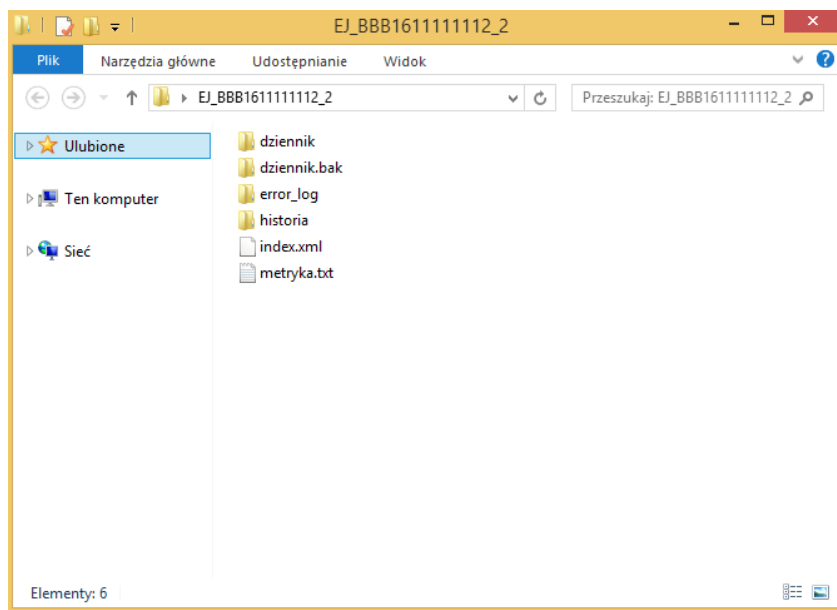 EJ_BBB1611111112_2
Plik Narzędzia główne Udostępnianie Widok
EJ_BBB1611111112_2 Przeszukaj: EJ_BBB1611111112_2
Ulubione
Ten komputer
Sieć
dziennik
dziennik.bak
error_log
historia
index.xml
metryka.txt
Elementy: 6